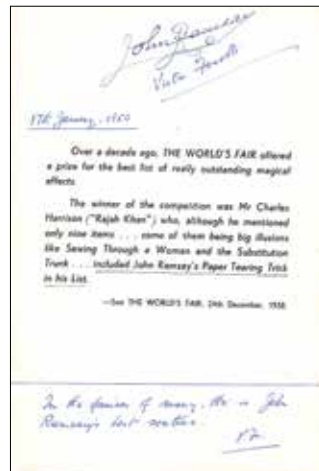 John Ramsay
Victor Farelli
17th January, 1959
Over a decade ago, THE WORLD'S FAIR offered
a prize for the best list of really outstanding magical
effects.
The winner of the competition was Mr Charles
Harrison ("Rajah Khan") who, although he mentioned
only nine items . . . some of them being big illusions
like Sawing Through a Woman and the Substitution
Trunk . . . included John Ramsay's Paper Tearing Trick
in his List.
—See THE WORLD'S FAIR, 24th December, 1958.
In the opinion of many, this is John
Ramsay's best routine.
V.F.